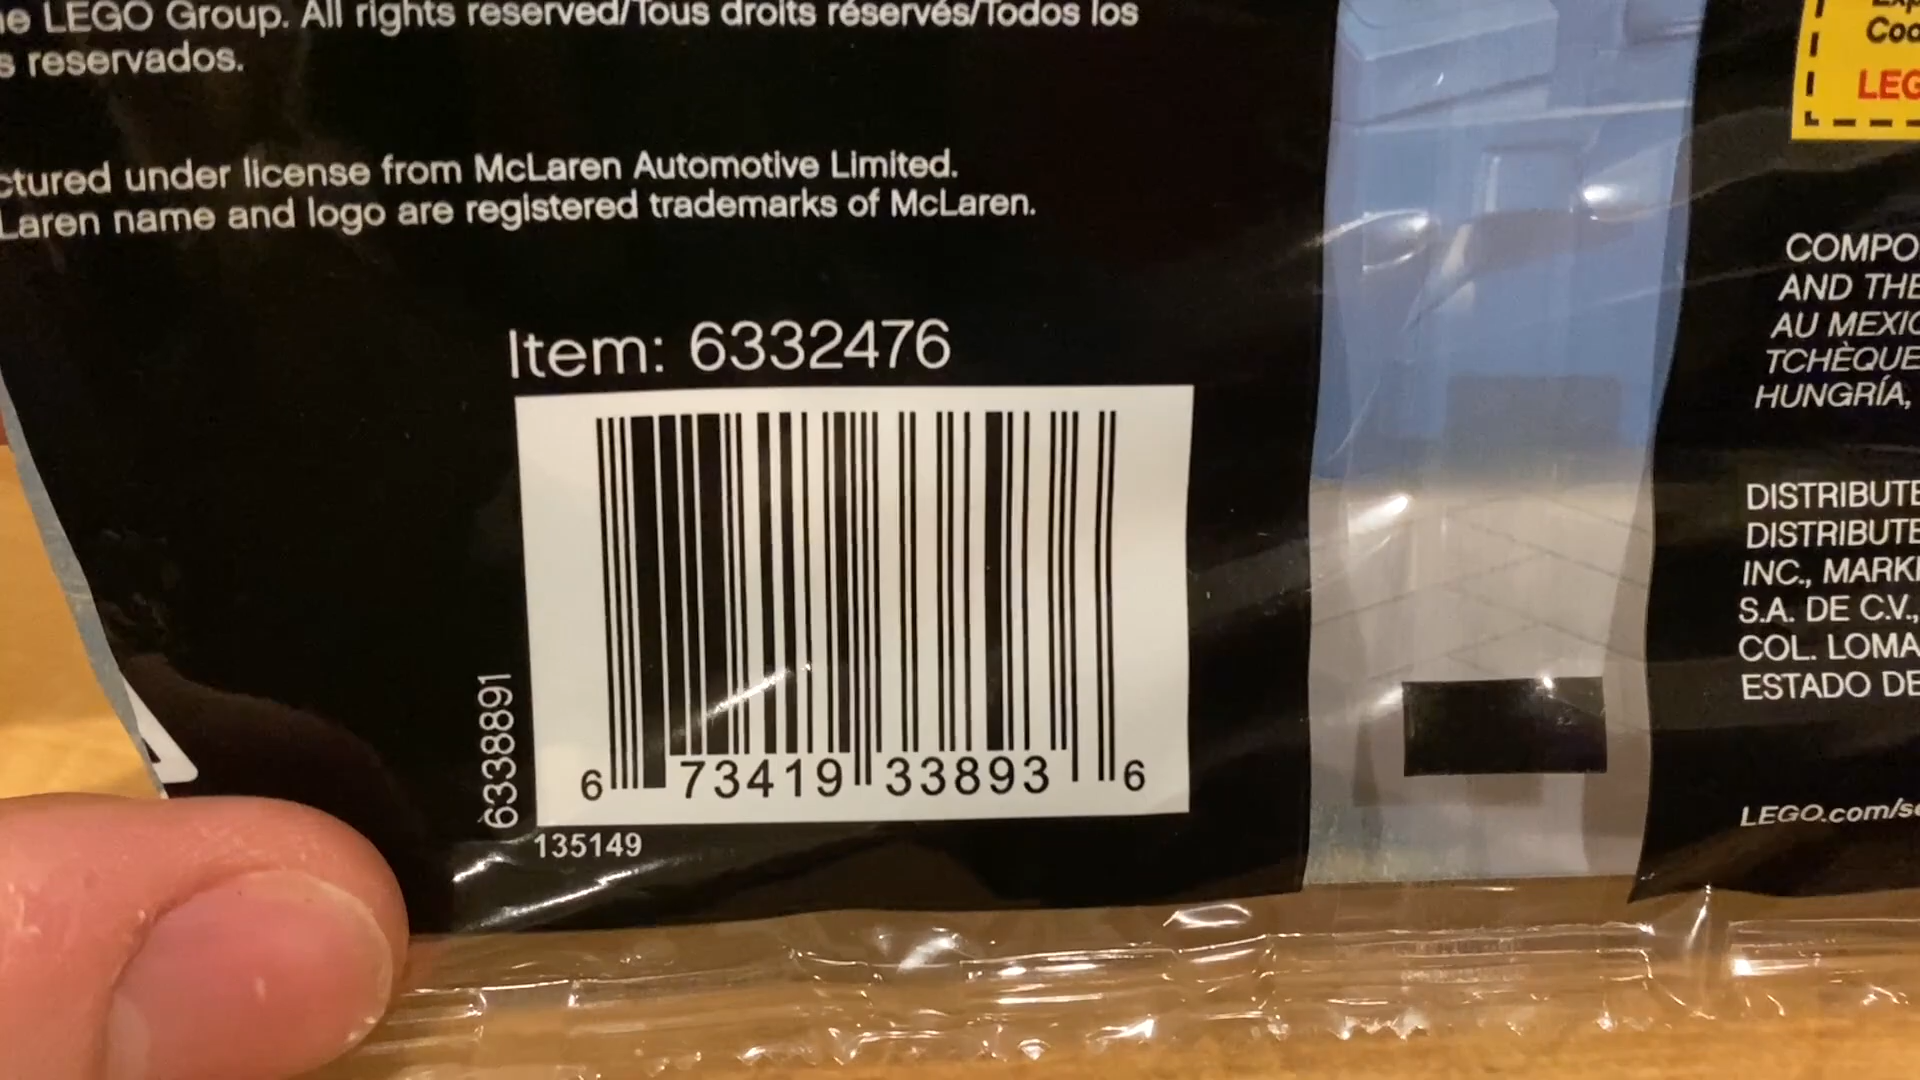 e LEGO Group. All rights reserved/Tous droits réservés/Todos los
s reservados.
ctured under license from McLaren Automotive Limited.
Laren name and logo are registered trademarks of McLaren.
Item: 6332476
6338891
6 73419 33893 6
135149
Coo
LEG
COMPO
AND THE
AU MEXIC
TCHÈQUE
HUNGRÍA,
DISTRIBUTE
DISTRIBUTE
INC., MARK
S.A. DE C.V.,
COL. LOMA
ESTADO DE
LEGO.com/se